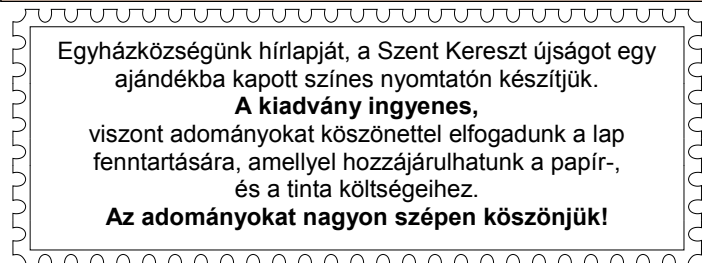 Egyházközségünk hírlapját, a Szent Kereszt újságot egy
ajándékba kapott színes nyomtatón készítjük.
A kiadvány ingyenes,
viszont adományokat köszönettel elfogadunk a lap
fenntartására, amellyel hozzájárulhatunk a papír-,
és a tinta költségeihez.
Az adományokat nagyon szépen köszönjük!